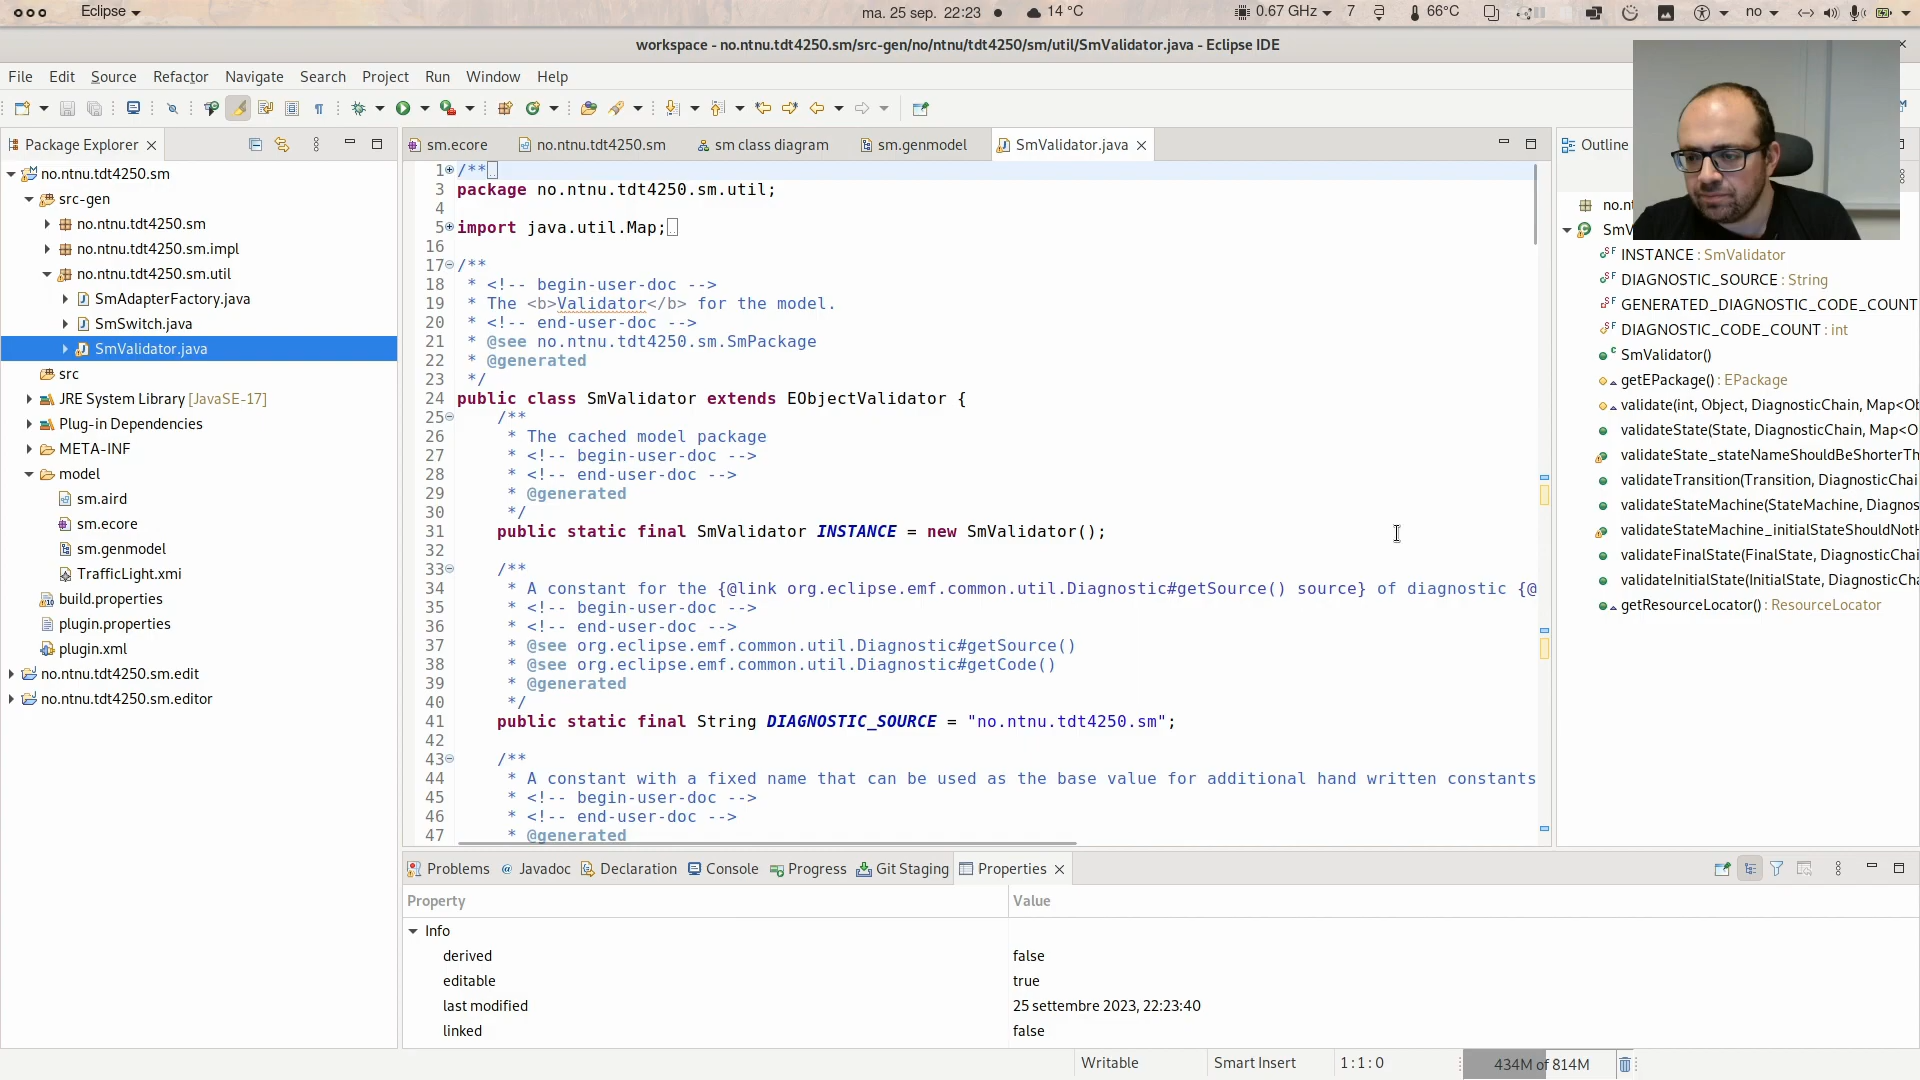 Eclipse
ma. 25 sep. 22:23
14 °C
0.67 GHz
7
66°C
no
workspace - no.ntnu.tdt4250.sm/src-gen/no/ntnu/tdt4250/sm/util/SmValidator.java - Eclipse IDE
File Edit Source Refactor Navigate Search Project Run Window Help
Package Explorer
no.ntnu.tdt4250.sm
src-gen
no.ntnu.tdt4250.sm
no.ntnu.tdt4250.sm.impl
no.ntnu.tdt4250.sm.util
SmAdapterFactory.java
SmSwitch.java
SmValidator.java
src
JRE System Library [JavaSE-17]
Plug-in Dependencies
META-INF
model
sm.aird
sm.ecore
sm.genmodel
TrafficLight.xmi
build.properties
plugin.properties
plugin.xml
no.ntnu.tdt4250.sm.edit
no.ntnu.tdt4250.sm.editor
sm.ecore
no.ntnu.tdt4250.sm
sm class diagram
sm.genmodel
SmValidator.java
1 /**
3 package no.ntnu.tdt4250.sm.util;
4
5 import java.util.Map;
16
17 /**
18 * <!-- begin-user-doc -->
19 * The <b>Validator</b> for the model.
20 * <!-- end-user-doc -->
21 * @see no.ntnu.tdt4250.sm.SmPackage
22 * @generated
23 */
24 public class SmValidator extends EObjectValidator {
25 /**
26 * The cached model package
27 * <!-- begin-user-doc -->
28 * <!-- end-user-doc -->
29 * @generated
30 */
31 public static final SmValidator INSTANCE = new SmValidator();
32
33 /**
34 * A constant for the {@link org.eclipse.emf.common.util.Diagnostic#getSource() source} of diagnostic {@
35 * <!-- begin-user-doc -->
36 * <!-- end-user-doc -->
37 * @see org.eclipse.emf.common.util.Diagnostic#getSource()
38 * @see org.eclipse.emf.common.util.Diagnostic#getCode()
39 * @generated
40 */
41 public static final String DIAGNOSTIC_SOURCE = "no.ntnu.tdt4250.sm";
42
43 /**
44 * A constant with a fixed name that can be used as the base value for additional hand written constants
45 * <!-- begin-user-doc -->
46 * <!-- end-user-doc -->
47 * @generated
Outline
no.nt
SmV
INSTANCE : SmValidator
DIAGNOSTIC_SOURCE : String
GENERATED_DIAGNOSTIC_CODE_COUNT
DIAGNOSTIC_CODE_COUNT : int
SmValidator()
getEPackage() : EPackage
validate(int, Object, DiagnosticChain, Map<Ob
validateState(State, DiagnosticChain, Map<O
validateState_stateNameShouldBeShorterTh
validateTransition(Transition, DiagnosticChai
validateStateMachine(StateMachine, Diagnos
validateStateMachine_initialStateShouldNotH
validateFinalState(FinalState, DiagnosticChai
validateInitialState(InitialState, DiagnosticCha
getResourceLocator() : ResourceLocator
Problems
Javadoc
Declaration
Console
Progress
Git Staging
Properties
Property Value
Info
derived false
editable true
last modified 25 settembre 2023, 22:23:40
linked false
Writable
Smart Insert
1:1:0
434M of 814M